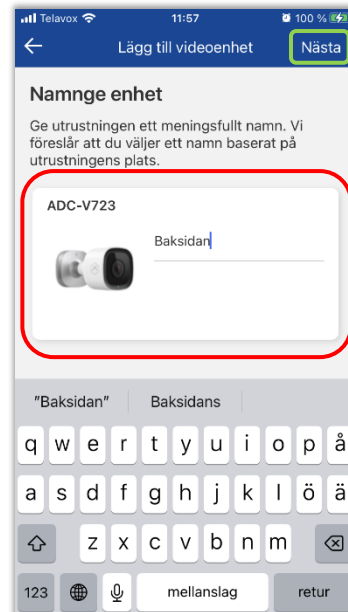 Telavox 11:57 100 %
Lägg till videoenhet Nästa
Namnge enhet
Ge utrustningen ett meningsfullt namn. Vi
föreslår att du väljer ett namn baserat på
utrustningens plats.
ADC-V723
Baksidan
"Baksidan" Baksidans
q w e r t y u i o p å
a s d f g h j k l ö ä
z x c v b n m
123 mellanslag retur